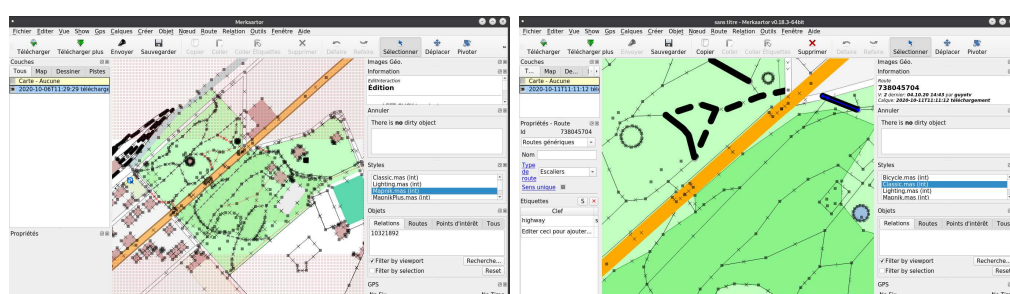 Merkaartor
Fichier Editer Vue Show Gps Calques Créer Objet Nœud Route Relation Outils Fenêtre Aide
Télécharger Télécharger plus Envoyer Sauvegarder Copier Coller Coller Étiquettes Supprimer Défaire Refaire Sélectionner Déplacer Pivoter
Couches
Tous Map Dessiner Pistes
Carte - Aucune
2020-10-06T11:29:29 télécharge
Propriétés
Images Géo.
Information
EditInteraction
Édition
Annuler
There is no dirty object
Styles
Classic.mas (int)
Lighting.mas (int)
Mapnik.mas (int)
MapnikPlus.mas (int)
Objets
Relations Routes Points d'intérêt Tous
10321892
Filter by viewport Recherche...
Filter by selection Reset
GPS
sans titre - Merkaartor v0.18.3-64bit
Fichier Editer Vue Show Gps Calques Créer Objet Nœud Route Relation Outils Fenêtre Aide
Télécharger Télécharger plus Envoyer Sauvegarder Copier Coller Coller Étiquettes Supprimer Défaire Refaire Sélectionner Déplacer Pivoter
Couches
T... Map De...
Carte - Aucune
2020-10-11T11:11:12 télé
Propriétés - Route
Id 738045704
Routes génériques
Nom
Type de route Escaliers
Sens unique
Etiquettes S
Clef
highway s
Editer ceci pour ajouter...
Images Géo.
Information
Route
738045704
V. 2 dernier 04.10.20 14:43 par guyntv
Calque: 2020-10-11T11:11:12 téléchargement
Annuler
There is no dirty object
Styles
Bicycle.mas (int)
Classic.mas (int)
Lighting.mas (int)
Mapnik.mas (int)
Objets
Relations Routes Points d'intérêt Tous
Filter by viewport Recherche...
Filter by selection Reset
GPS